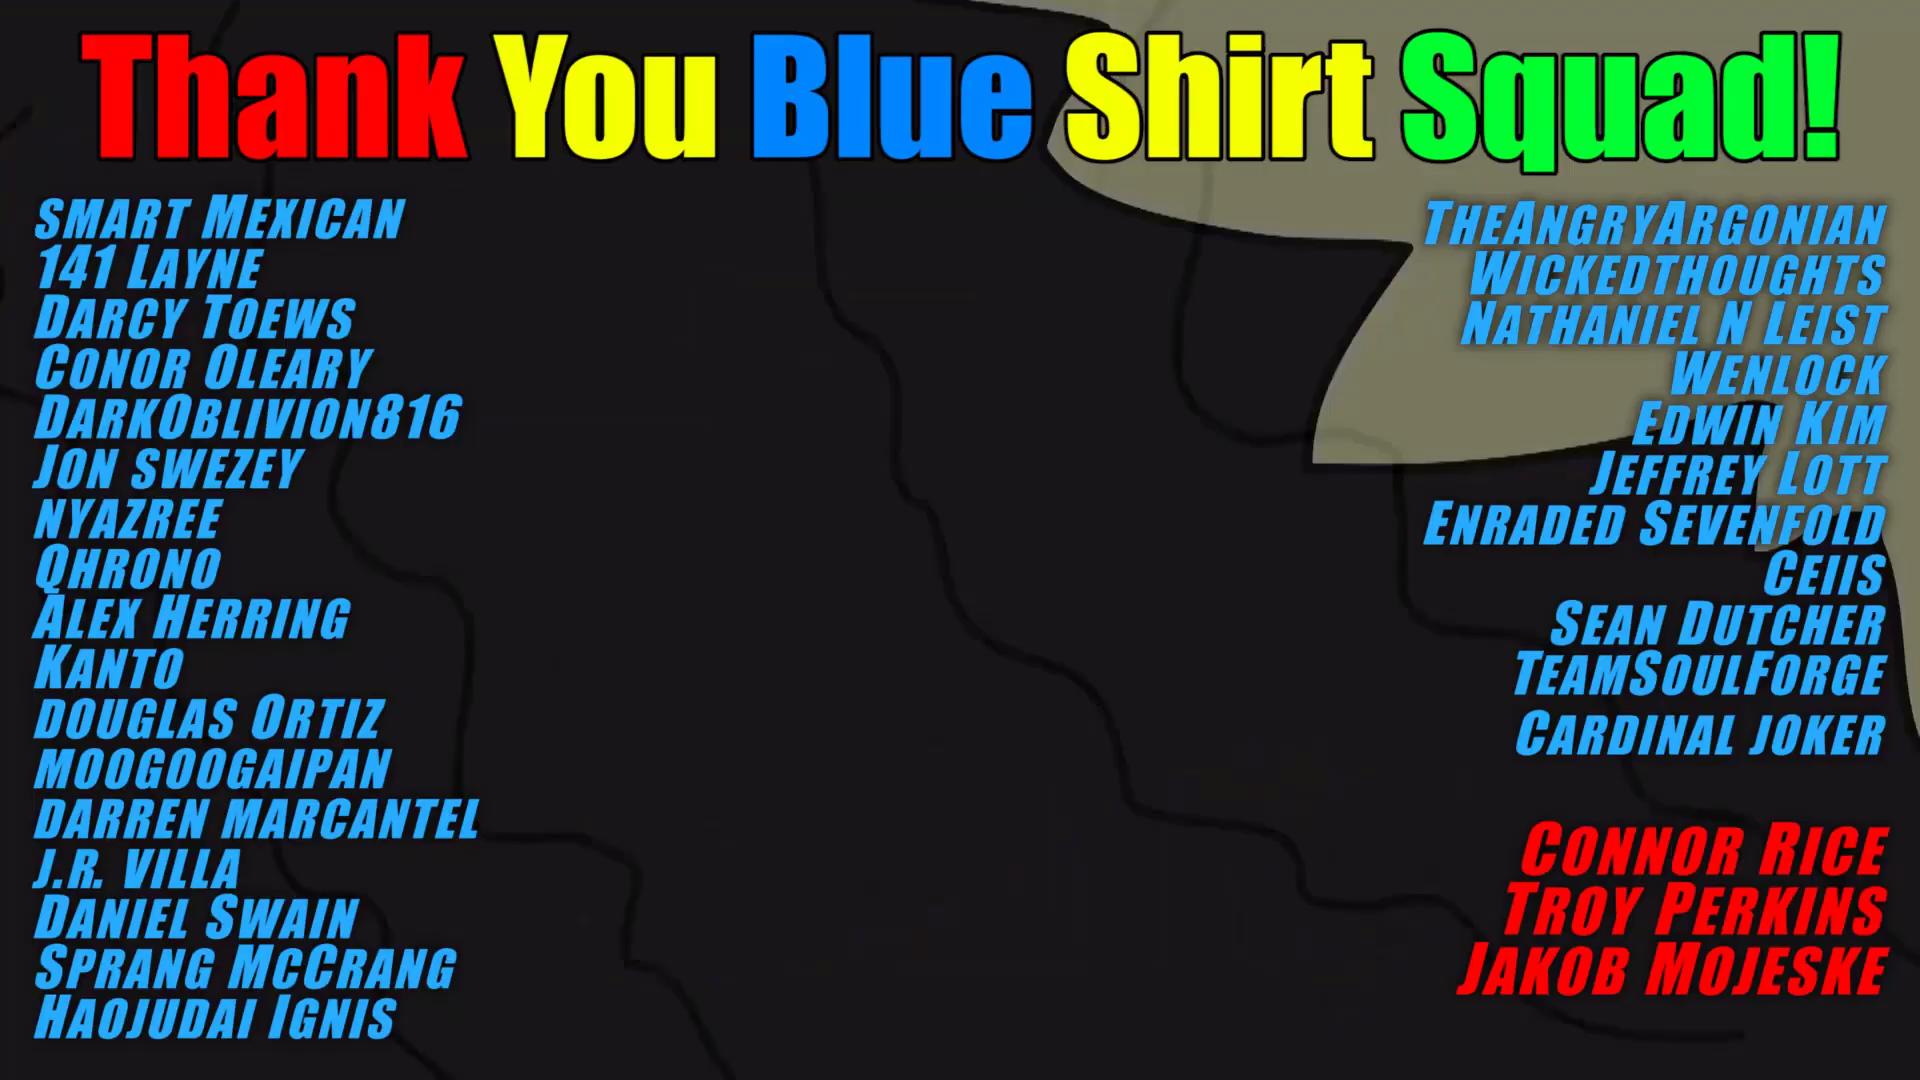 Thank You Blue Shirt Squad!
smart Mexican
141 Layne
Darcy Toews
Conor Oleary
DarkOblivion816
Jon swezey
nyazree
Qhrono
Alex Herring
Kanto
douglas Ortiz
moogoogaipan
darren marcantel
j.r. villa
Daniel Swain
Sprang McCrang
Haojudai Ignis
TheAngryArgonian
Wickedthoughts
Nathaniel N Leist
Wenlock
Edwin Kim
Jeffrey Lott
Enraded Sevenfold
Ceiis
Sean Dutcher
TeamSoulForge
Cardinal joker
Connor Rice
Troy Perkins
Jakob Mojeske